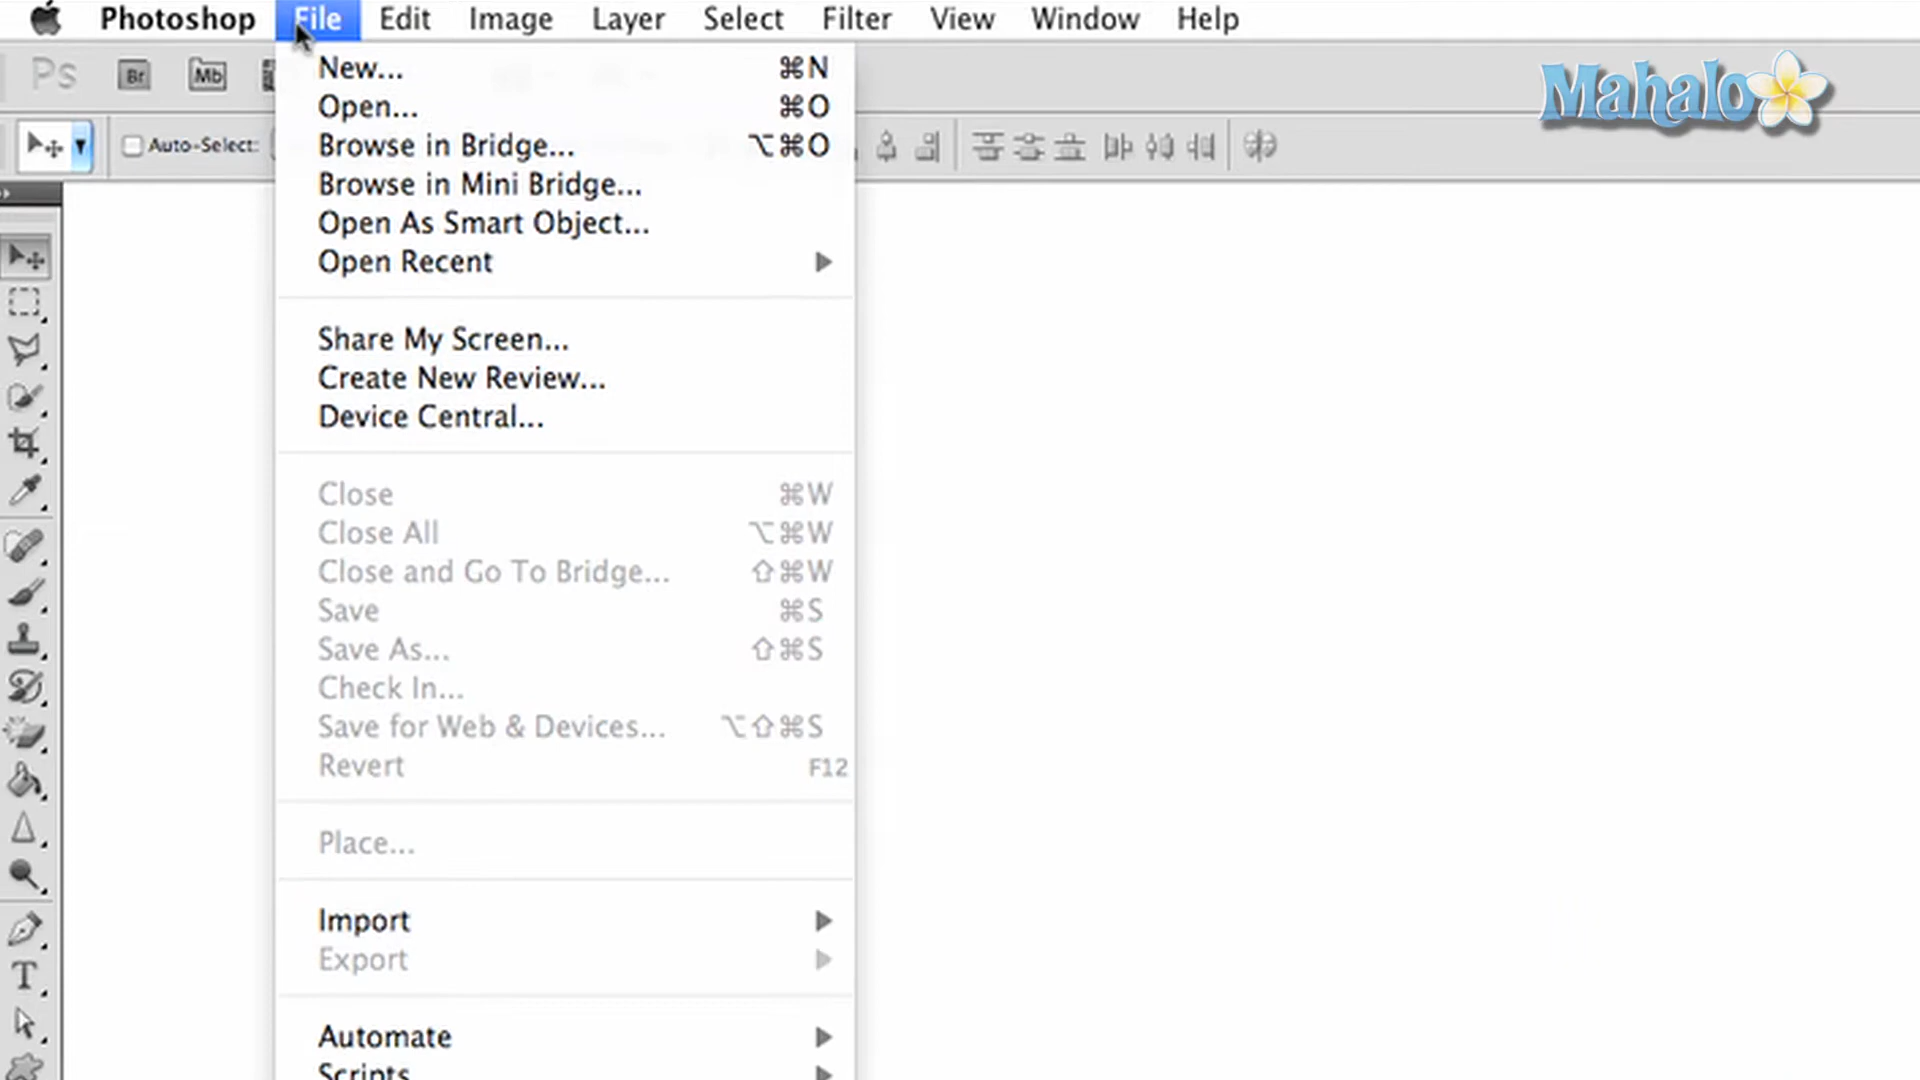 Photoshop File Edit Image Layer Select Filter View Window Help
Ps Br Mb
Mahalo
Auto-Select:
New... ⌘N
Open... ⌘O
Browse in Bridge... ⌥⌘O
Browse in Mini Bridge...
Open As Smart Object...
Open Recent
Share My Screen...
Create New Review...
Device Central...
Close ⌘W
Close All ⌥⌘W
Close and Go To Bridge... ⇧⌘W
Save ⌘S
Save As... ⇧⌘S
Check In...
Save for Web & Devices... ⌥⇧⌘S
Revert F12
Place...
Import
Export
Automate
Scripts